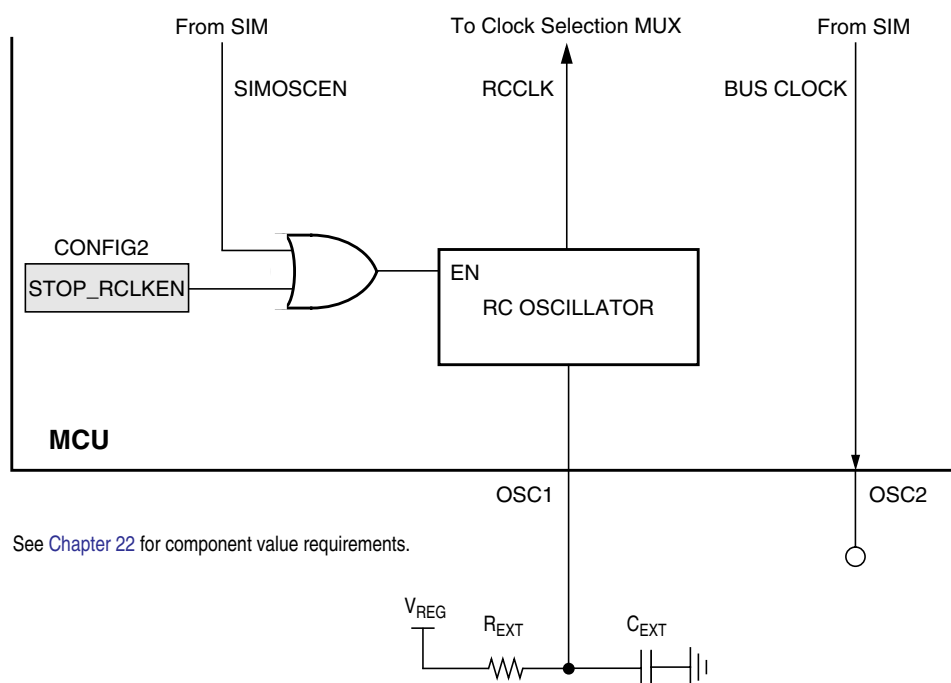 From SIM
To Clock Selection MUX
From SIM
SIMOSCEN
RCCLK
BUS CLOCK
CONFIG2
STOP_RCLKEN
EN
RC OSCILLATOR
MCU
OSC1
OSC2
See Chapter 22 for component value requirements.
VREG
REXT
CEXT